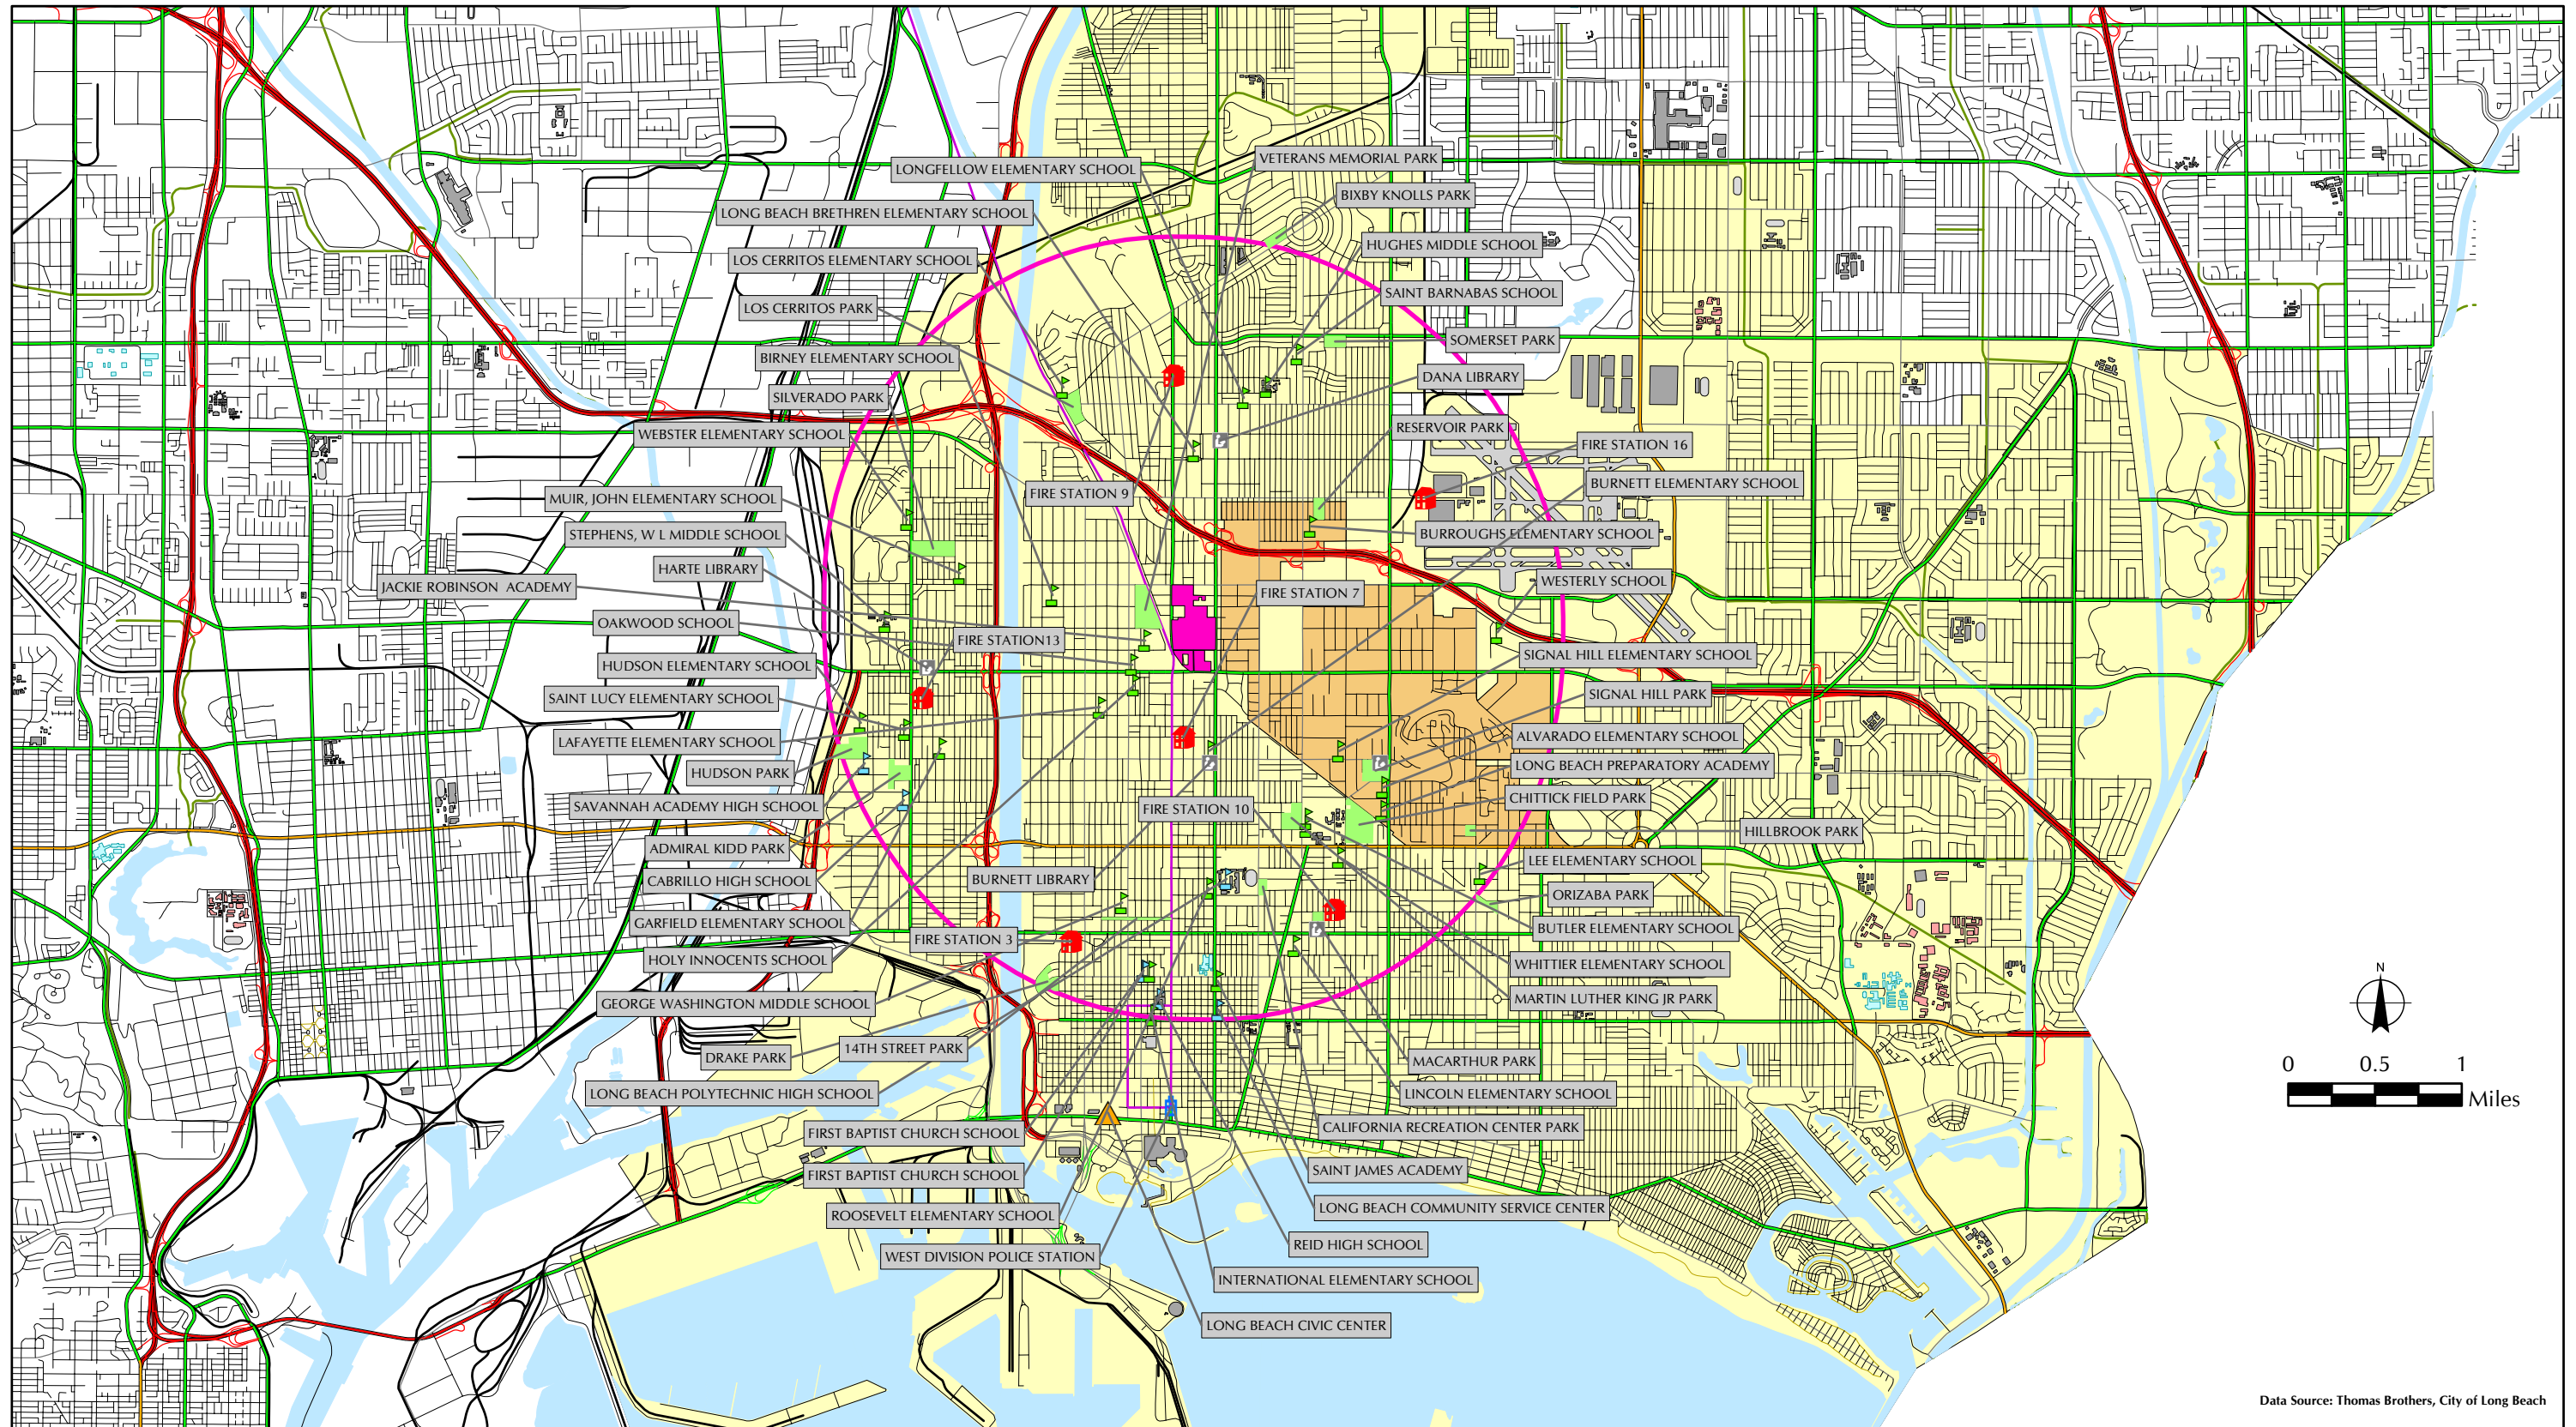 LONGFELLOW ELEMENTARY SCHOOL
VETERANS MEMORIAL PARK
BIXBY KNOLLS PARK
LONG BEACH BRETHREN ELEMENTARY SCHOOL
HUGHES MIDDLE SCHOOL
LOS CERRITOS ELEMENTARY SCHOOL
SAINT BARNABAS SCHOOL
LOS CERRITOS PARK
SOMERSET PARK
BIRNEY ELEMENTARY SCHOOL
DANA LIBRARY
SILVERADO PARK
RESERVOIR PARK
WEBSTER ELEMENTARY SCHOOL
FIRE STATION 16
BURNETT ELEMENTARY SCHOOL
FIRE STATION 9
MUIR, JOHN ELEMENTARY SCHOOL
STEPHENS, W L MIDDLE SCHOOL
BURROUGHS ELEMENTARY SCHOOL
HARTE LIBRARY
WESTERLY SCHOOL
JACKIE ROBINSON ACADEMY
FIRE STATION 7
OAKWOOD SCHOOL
FIRE STATION13
SIGNAL HILL ELEMENTARY SCHOOL
HUDSON ELEMENTARY SCHOOL
SIGNAL HILL PARK
SAINT LUCY ELEMENTARY SCHOOL
ALVARADO ELEMENTARY SCHOOL
LAFAYETTE ELEMENTARY SCHOOL
LONG BEACH PREPARATORY ACADEMY
HUDSON PARK
CHITTICK FIELD PARK
SAVANNAH ACADEMY HIGH SCHOOL
FIRE STATION 10
HILLBROOK PARK
ADMIRAL KIDD PARK
LEE ELEMENTARY SCHOOL
CABRILLO HIGH SCHOOL
BURNETT LIBRARY
ORIZABA PARK
GARFIELD ELEMENTARY SCHOOL
BUTLER ELEMENTARY SCHOOL
FIRE STATION 3
HOLY INNOCENTS SCHOOL
WHITTIER ELEMENTARY SCHOOL
N
GEORGE WASHINGTON MIDDLE SCHOOL
MARTIN LUTHER KING JR PARK
DRAKE PARK
14TH STREET PARK
MACARTHUR PARK
0 0.5 1
Miles
LONG BEACH POLYTECHNIC HIGH SCHOOL
LINCOLN ELEMENTARY SCHOOL
FIRST BAPTIST CHURCH SCHOOL
CALIFORNIA RECREATION CENTER PARK
FIRST BAPTIST CHURCH SCHOOL
SAINT JAMES ACADEMY
ROOSEVELT ELEMENTARY SCHOOL
LONG BEACH COMMUNITY SERVICE CENTER
WEST DIVISION POLICE STATION
REID HIGH SCHOOL
INTERNATIONAL ELEMENTARY SCHOOL
LONG BEACH CIVIC CENTER
Data Source: Thomas Brothers, City of Long Beach